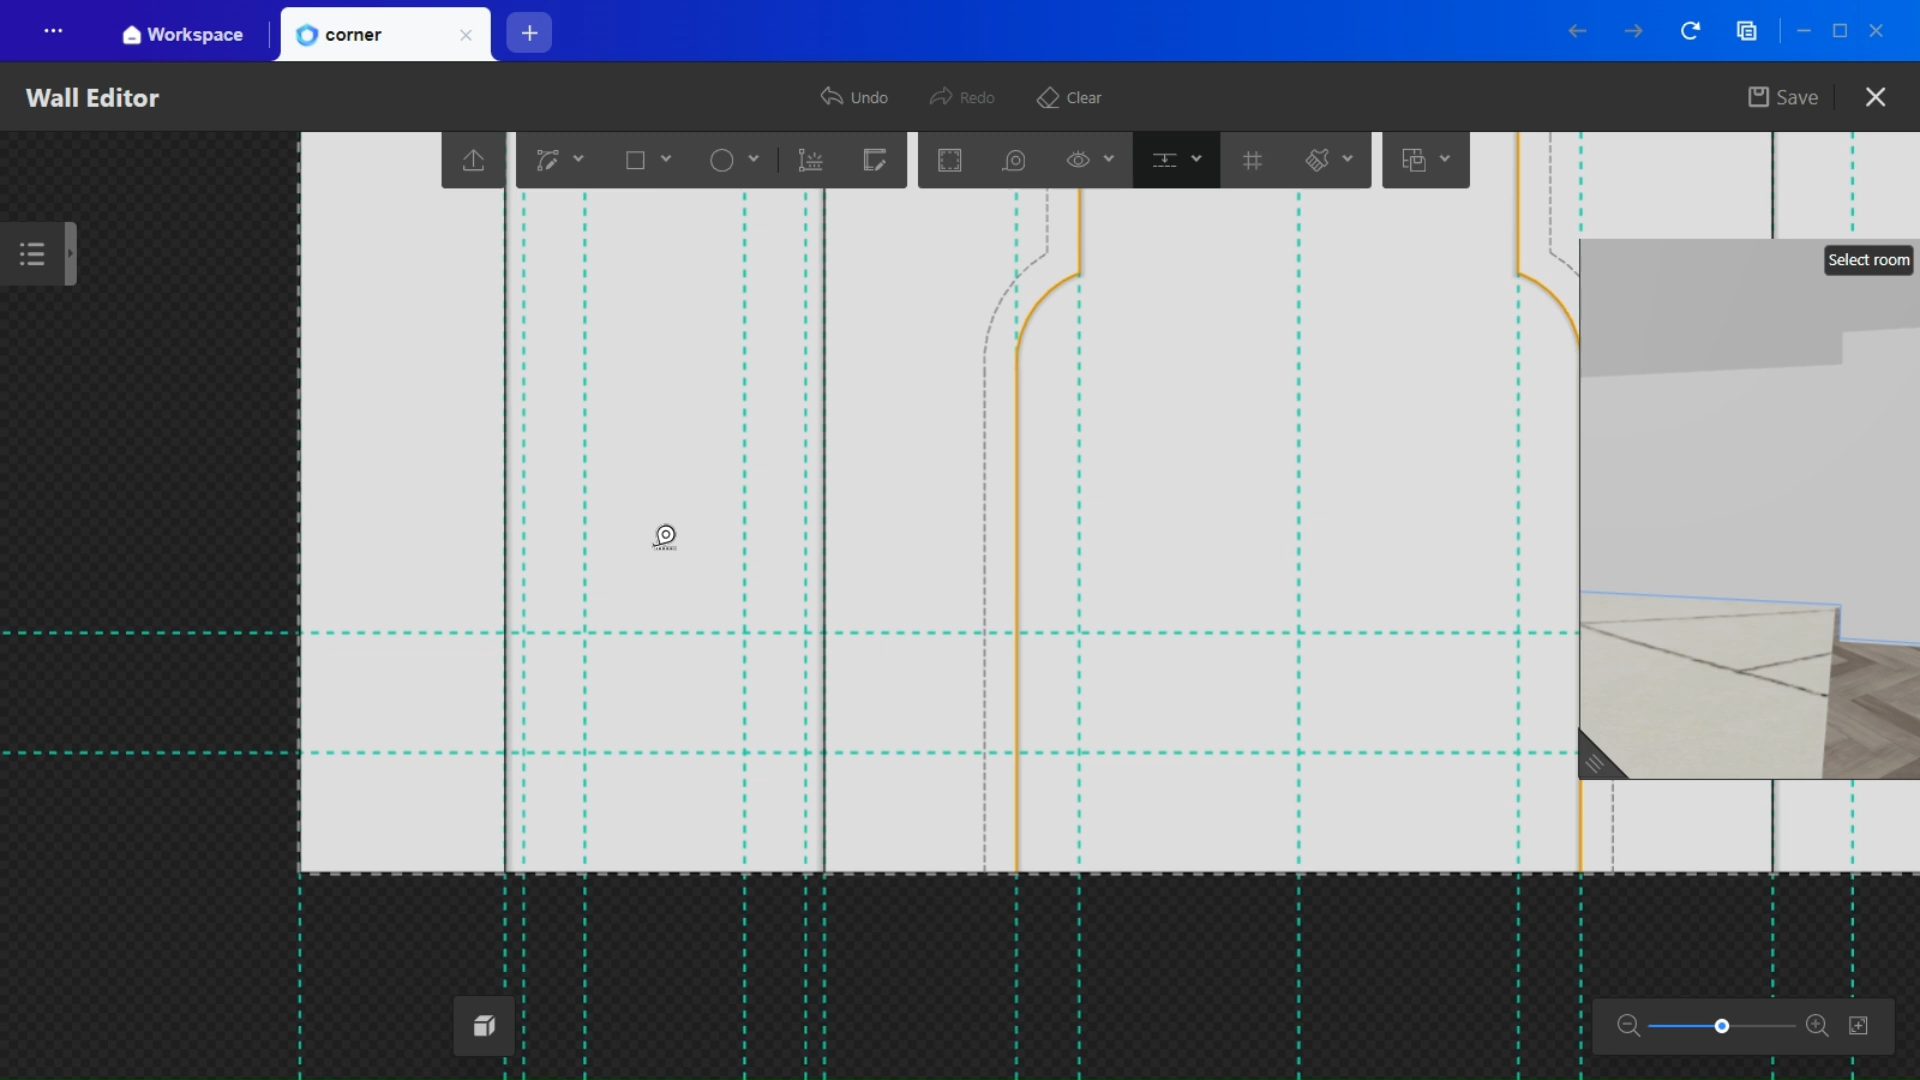 Workspace
corner
Wall Editor
Undo
Redo
Clear
Save
Select room